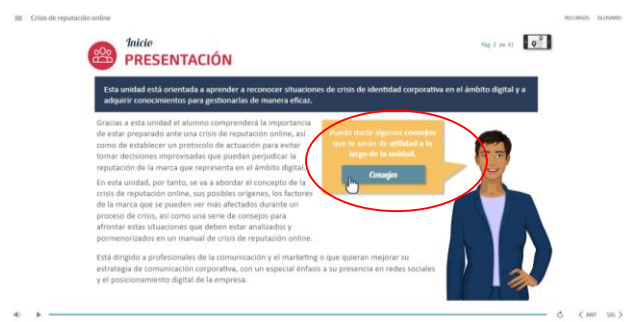 Crisis de reputación online
RECURSOS GLOSARIO
Inicio
PRESENTACIÓN
Pág. 2 de 31
Esta unidad está orientada a aprender a reconocer situaciones de crisis de identidad corporativa en el ámbito digital y a
adquirir conocimientos para gestionarlas de manera eficaz.
Gracias a esta unidad el alumno comprenderá la importancia
de estar preparado ante una crisis de reputación online, así
como de establecer un protocolo de actuación para evitar
tomar decisiones improvisadas que puedan perjudicar la
reputación de la marca que representa en el ámbito digital.
En esta unidad, por tanto, se va a abordar el concepto de la
crisis de reputación online, sus posibles orígenes, los factores
de la marca que se pueden ver más afectados durante un
proceso de crisis, así como una serie de consejos para
afrontar estas situaciones que deben estar analizados y
pormenorizados en un manual de crisis de reputación online.
Puedo darte algunos consejos
que te serán de utilidad a lo
largo de la unidad.
Consejos
Está dirigido a profesionales de la comunicación y el marketing o que quieran mejorar su
estrategia de comunicación corporativa, con un especial énfasis a su presencia en redes sociales
y el posicionamiento digital de la empresa.
ANT SIG